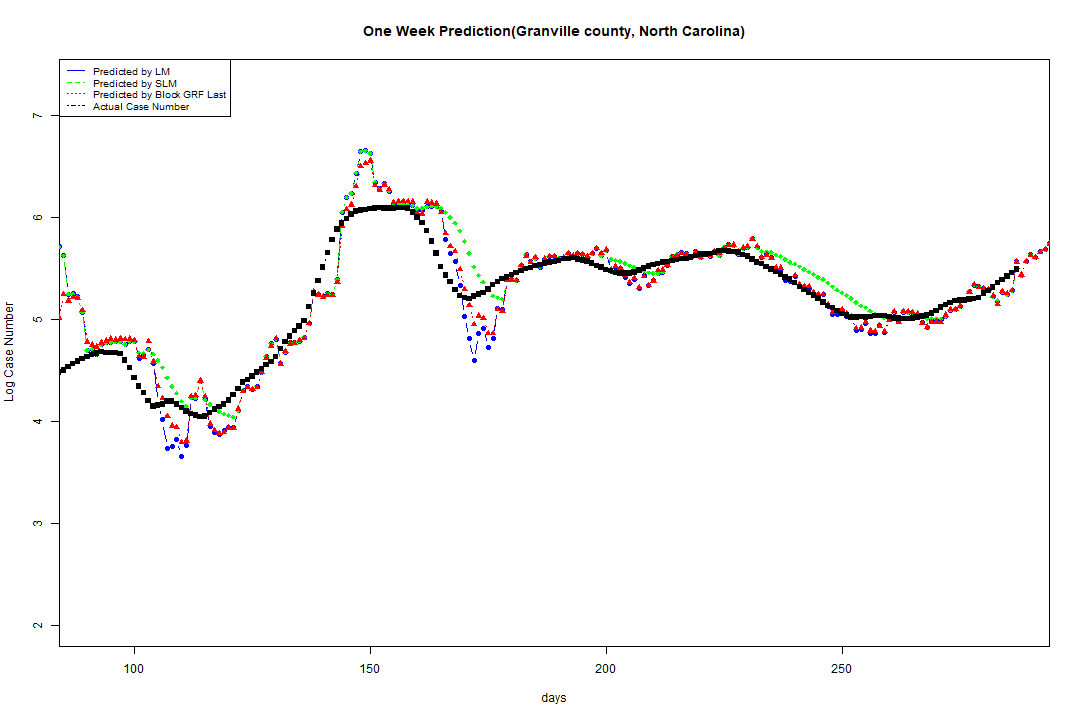 One Week Prediction(Granville county, North Carolina)
Predicted by LM
Predicted by SLM
Predicted by Block GRF Last
Actual Case Number
7
6
5
4
3
2
Log Case Number
100 150 200 250
days